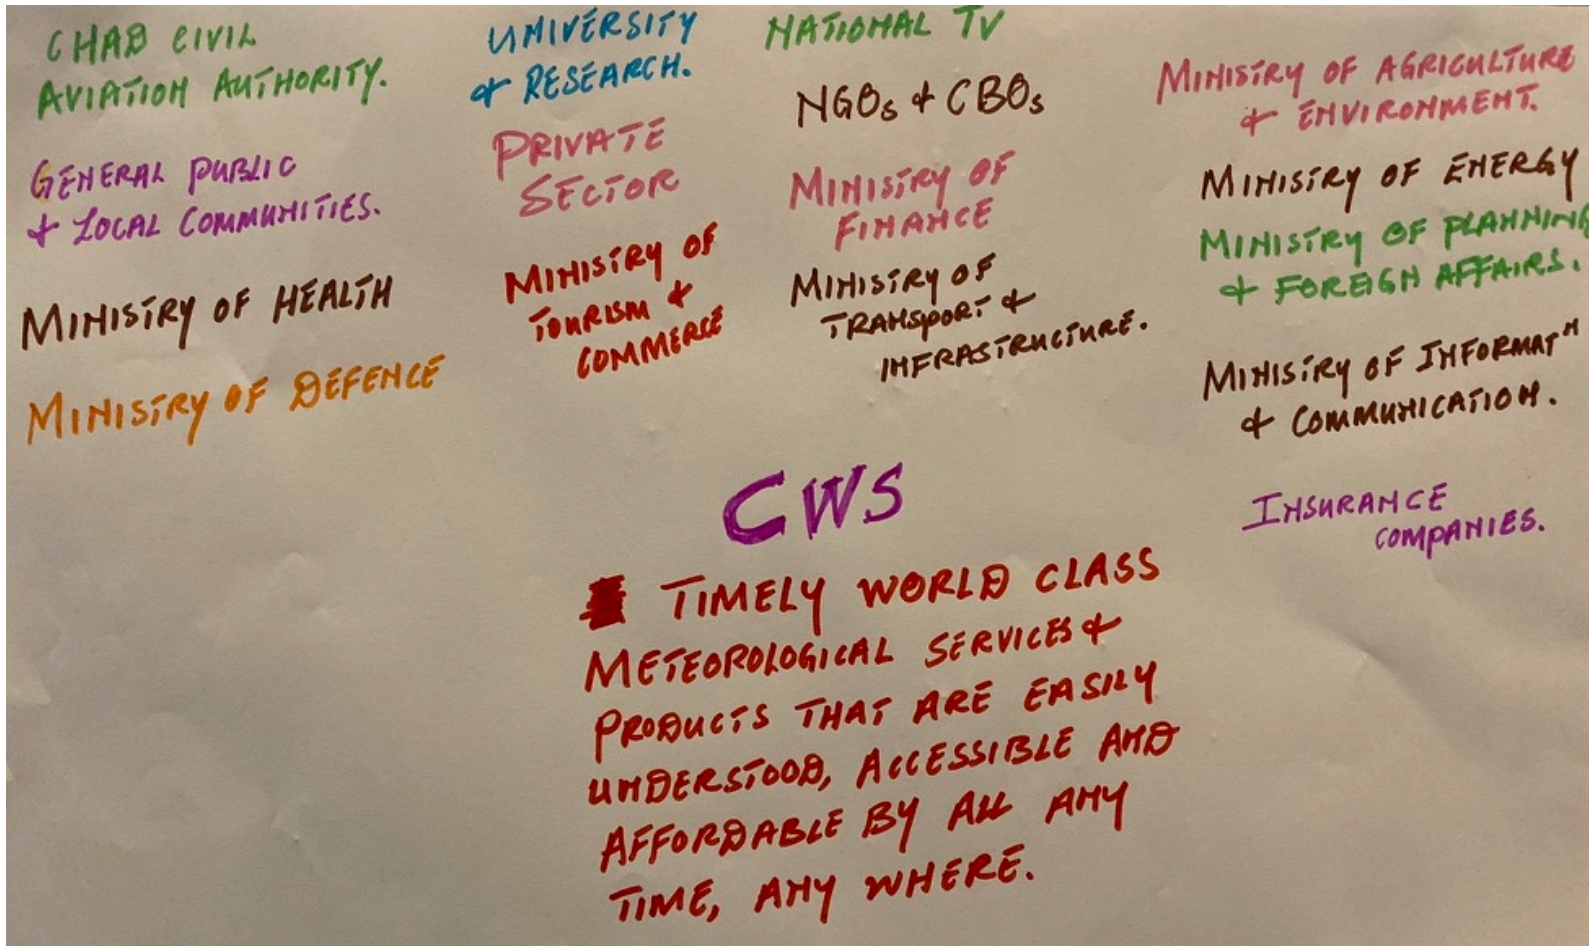 CHAD CIVIL
AVIATION AUTHORITY.
GENERAL PUBLIC
& LOCAL COMMUNITIES.
MINISTRY OF HEALTH
MINISTRY OF DEFENCE
UNIVERSITY
& RESEARCH.
PRIVATE
SECTOR
MINISTRY OF
TOURISM &
COMMERCE
NATIONAL TV
NGOs & CBOs
MINISTRY OF
FINANCE
MINISTRY OF
TRANSPORT &
INFRASTRUCTURE.
MINISTRY OF AGRICULTURE
& ENVIRONMENT.
MINISTRY OF ENERGY
MINISTRY OF PLANNING
& FOREIGN AFFAIRS.
MINISTRY OF INFORMATᴺ
& COMMUNICATION.
INSURANCE
COMPANIES.
CWS
TIMELY WORLD CLASS
METEOROLOGICAL SERVICES &
PRODUCTS THAT ARE EASILY
UNDERSTOOD, ACCESSIBLE AND
AFFORDABLE BY ALL ANY
TIME, ANY WHERE.